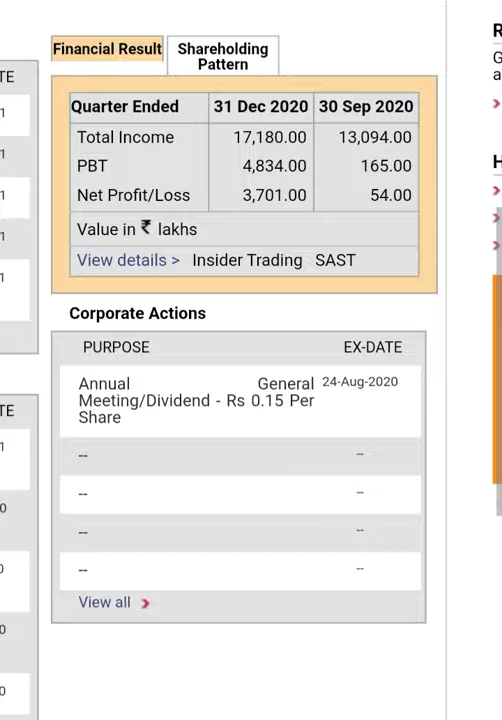 Financial Result
Shareholding
Pattern
Quarter Ended 31 Dec 2020 30 Sep 2020
Total Income 17,180.00 13,094.00
PBT 4,834.00 165.00
Net Profit/Loss 3,701.00 54.00
Value in ₹ lakhs
View details > Insider Trading SAST
Corporate Actions
PURPOSE EX-DATE
Annual General 24-Aug-2020
Meeting/Dividend - Rs 0.15 Per
Share
-- --
-- --
-- --
-- --
View all